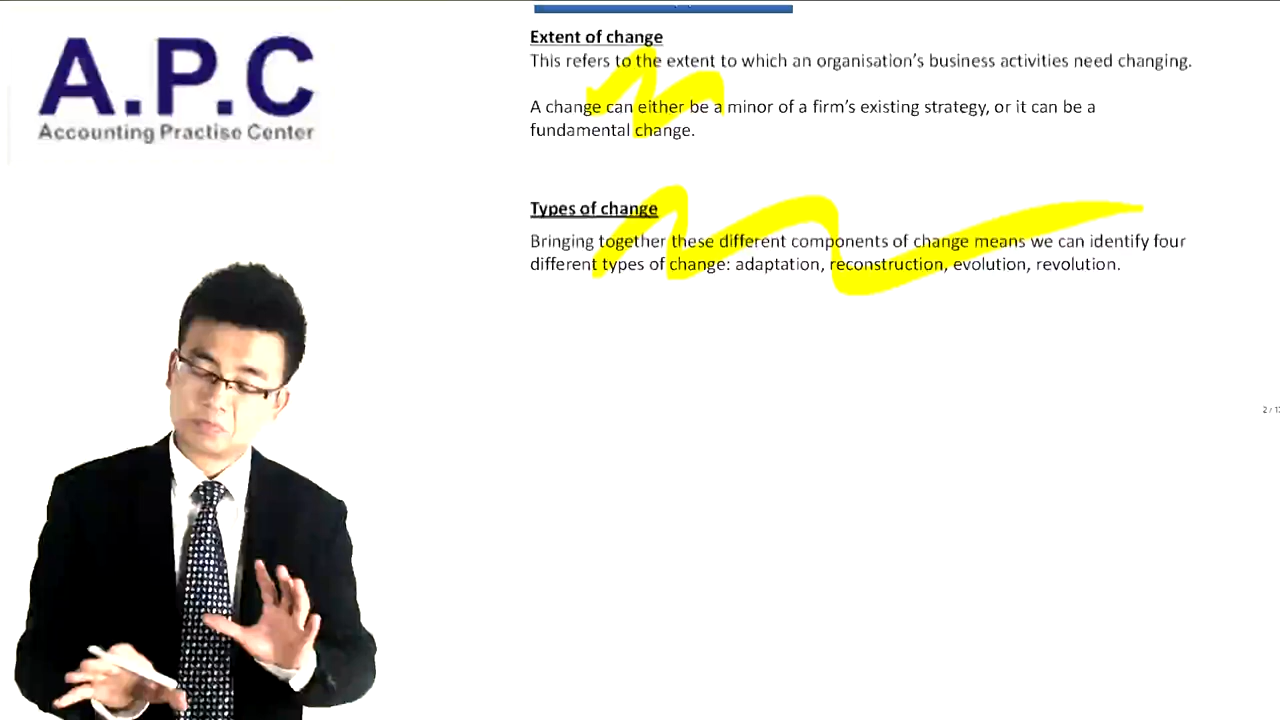 A.P.C
Accounting Practise Center
Extent of change
This refers to the extent to which an organisation's business activities need changing.
A change can either be a minor of a firm's existing strategy, or it can be a
fundamental change.
Types of change
Bringing together these different components of change means we can identify four
different types of change: adaptation, reconstruction, evolution, revolution.